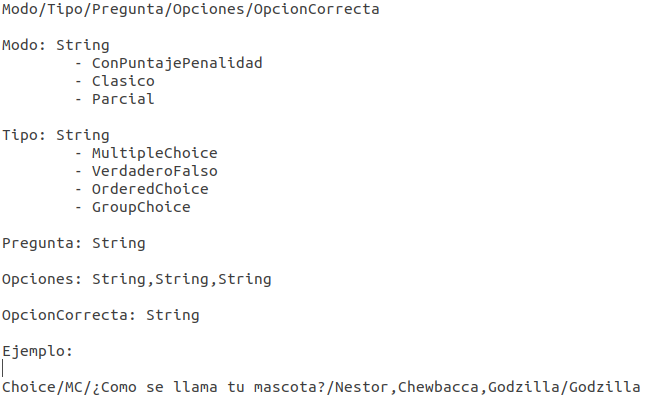 Modo/Tipo/Pregunta/Opciones/OpcionCorrecta
Modo: String
- ConPuntajePenalidad
- Clasico
- Parcial
Tipo: String
- MultipleChoice
- VerdaderoFalso
- OrderedChoice
- GroupChoice
Pregunta: String
Opciones: String,String,String
OpcionCorrecta: String
Ejemplo:
Choice/MC/¿Como se llama tu mascota?/Nestor,Chewbacca,Godzilla/Godzilla